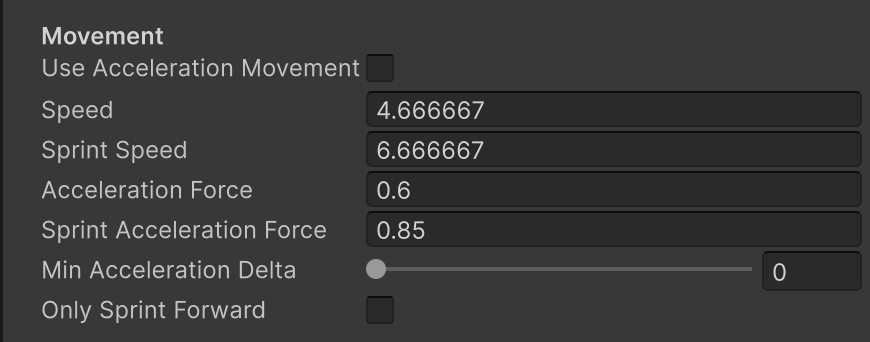 Movement
Use Acceleration Movement
Speed 4.666667
Sprint Speed 6.666667
Acceleration Force 0.6
Sprint Acceleration Force 0.85
Min Acceleration Delta 0
Only Sprint Forward